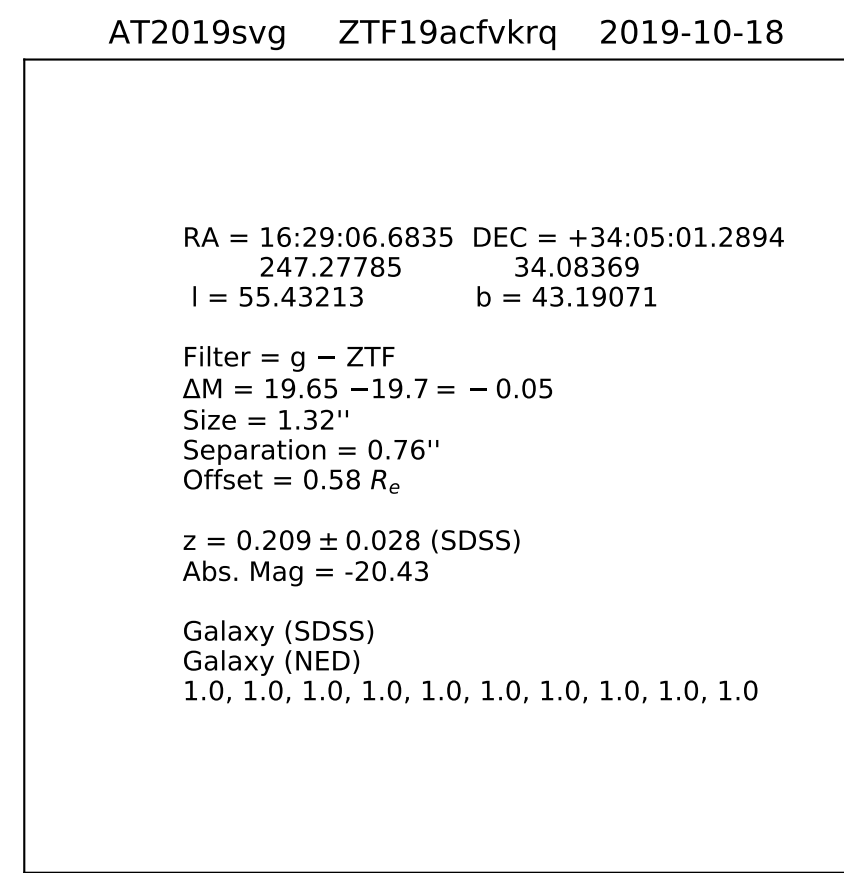 AT2019svg ZTF19acfvkrq 2019-10-18
RA = 16:29:06.6835 DEC = +34:05:01.2894
247.27785 34.08369
l = 55.43213 b = 43.19071
Filter = g − ZTF
ΔM = 19.65 −19.7 = − 0.05
Size = 1.32''
Separation = 0.76''
Offset = 0.58 Re
z = 0.209 ± 0.028 (SDSS)
Abs. Mag = -20.43
Galaxy (SDSS)
Galaxy (NED)
1.0, 1.0, 1.0, 1.0, 1.0, 1.0, 1.0, 1.0, 1.0, 1.0